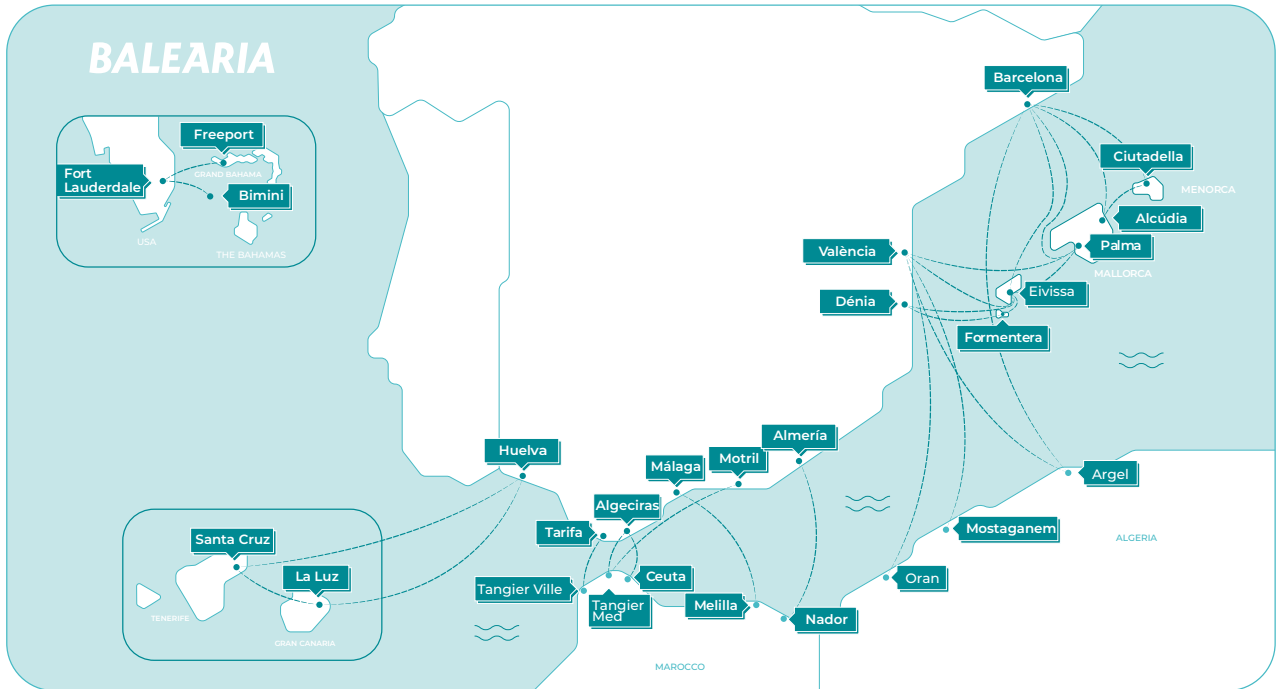 BALEARIA
Barcelona
Freeport
Ciutadella
GRAND BAHAMA
Fort
Lauderdale
Bimini
MENORCA
Alcúdia
USA
THE BAHAMAS
València
Palma
MALLORCA
Eivissa
Dénia
Formentera
Almería
Huelva
Motril
Málaga
Argel
Algeciras
Tarifa
Mostaganem
ALGERIA
Santa Cruz
La Luz
Ceuta
Oran
Tangier Ville
Tangier
Med
Melilla
Nador
TENERIFE
GRAN CANARIA
MAROCCO